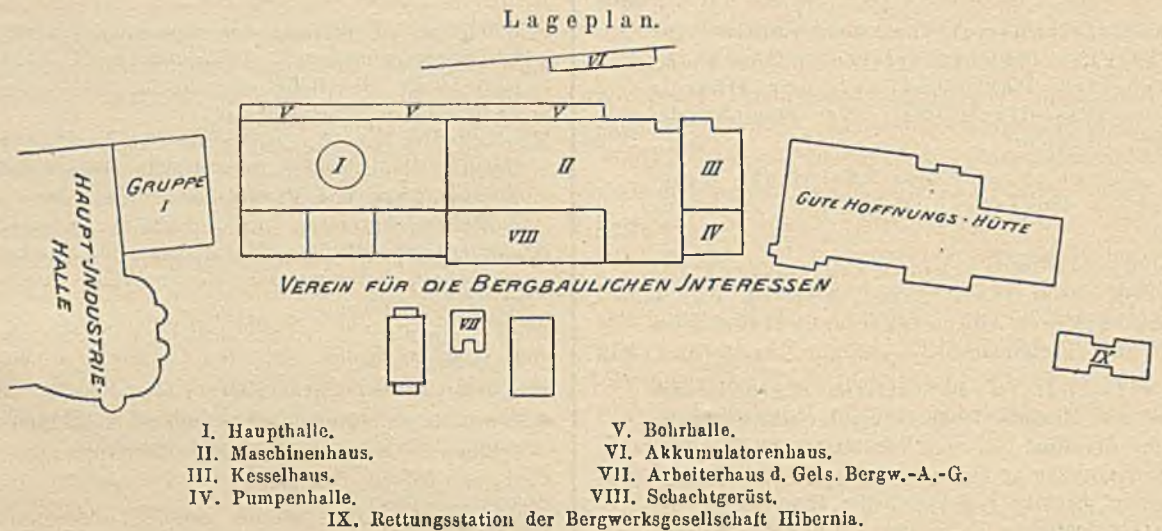 Lageplan.
VI
V V V
I II III
GRUPPE
I
HAUPT-INDUSTRIE-
HALLE
GUTE HOFFNUNGS-HÜTTE
VIII IV
VEREIN FÜR DIE BERGBAULICHEN JNTERESSEN
VII
IX
I. Haupthalle.
II. Maschinenhaus.
III. Kesselhaus.
IV. Pumpenhalle.
V. Bohrhalle.
VI. Akkumulatorenhaus.
VII. Arbeiterhaus d. Gels. Bergw.-A.-G.
VIII. Schachtgerüst.
IX. Rettungsstation der Bergwerksgesellschaft Hibernia.